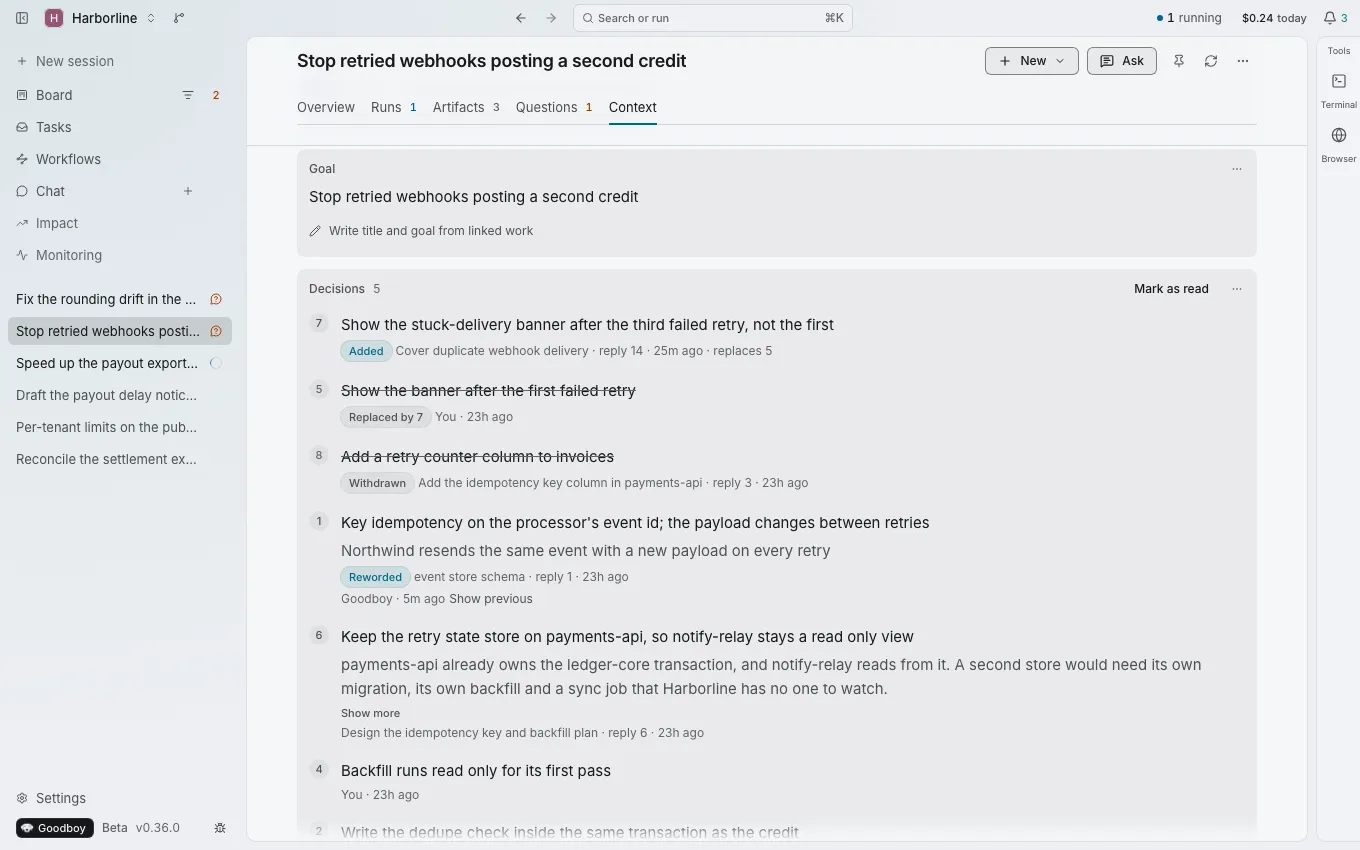 H Harborline
Search or run ⌘K
1 running $0.24 today 3
New session
Board 2
Tasks
Workflows
Chat
Impact
Monitoring
Fix the rounding drift in the ...
Stop retried webhooks posti...
Speed up the payout export...
Draft the payout delay notic...
Per-tenant limits on the pub...
Reconcile the settlement ex...
Settings
Goodboy Beta v0.36.0
Stop retried webhooks posting a second credit
New Ask
Overview Runs 1 Artifacts 3 Questions 1 Context
Goal
Stop retried webhooks posting a second credit
Write title and goal from linked work
Decisions 5 Mark as read
7 Show the stuck-delivery banner after the third failed retry, not the first
Added Cover duplicate webhook delivery · reply 14 · 25m ago · replaces 5
5 Show the banner after the first failed retry
Replaced by 7 You · 23h ago
8 Add a retry counter column to invoices
Withdrawn Add the idempotency key column in payments-api · reply 3 · 23h ago
1 Key idempotency on the processor's event id; the payload changes between retries
Northwind resends the same event with a new payload on every retry
Reworded event store schema · reply 1 · 23h ago
Goodboy · 5m ago Show previous
6 Keep the retry state store on payments-api, so notify-relay stays a read only view
payments-api already owns the ledger-core transaction, and notify-relay reads from it. A second store would need its own
migration, its own backfill and a sync job that Harborline has no one to watch.
Show more
Design the idempotency key and backfill plan · reply 6 · 23h ago
4 Backfill runs read only for its first pass
You · 23h ago
2 Write the dedupe check inside the same transaction as the credit
Tools
Terminal
Browser